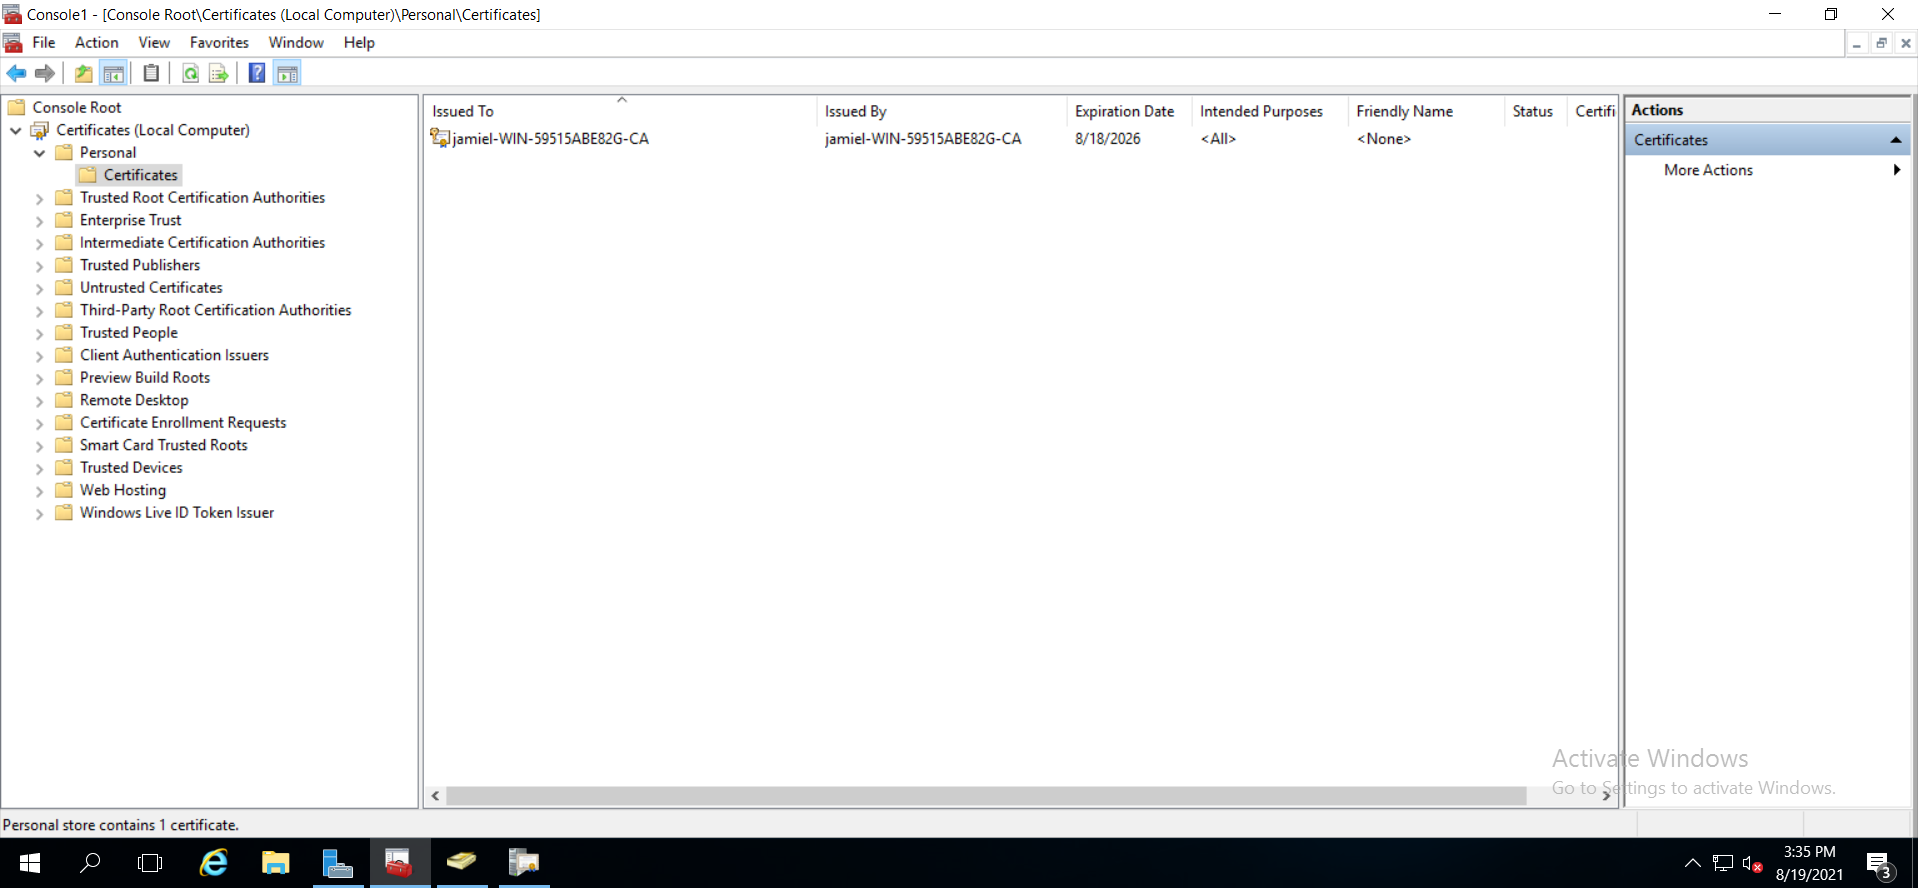 Console1 - [Console Root\Certificates (Local Computer)\Personal\Certificates]
File Action View Favorites Window Help
Console Root
Certificates (Local Computer)
Personal
Certificates
Trusted Root Certification Authorities
Enterprise Trust
Intermediate Certification Authorities
Trusted Publishers
Untrusted Certificates
Third-Party Root Certification Authorities
Trusted People
Client Authentication Issuers
Preview Build Roots
Remote Desktop
Certificate Enrollment Requests
Smart Card Trusted Roots
Trusted Devices
Web Hosting
Windows Live ID Token Issuer
Issued To Issued By Expiration Date Intended Purposes Friendly Name Status Certifi
jamiel-WIN-59515ABE82G-CA jamiel-WIN-59515ABE82G-CA 8/18/2026 <All> <None>
Actions
Certificates
More Actions
Activate Windows
Go to Settings to activate Windows.
Personal store contains 1 certificate.
3:35 PM
8/19/2021
3